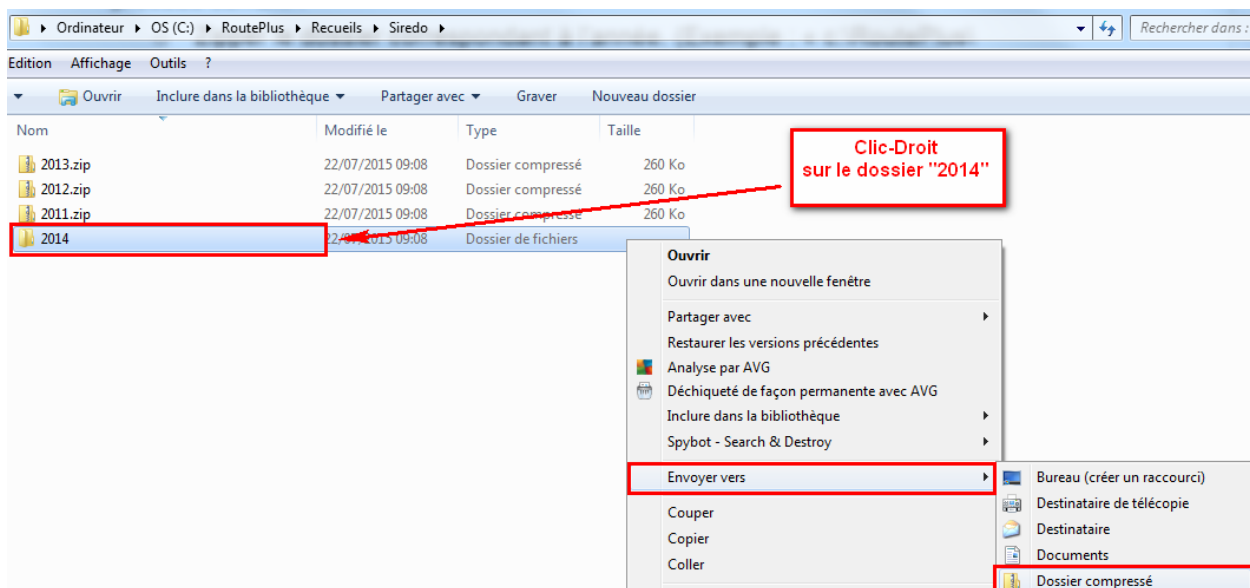 Ordinateur OS (C:) RoutePlus Recueils Siredo Rechercher dans :
Edition Affichage Outils ?
Ouvrir Inclure dans la bibliothèque Partager avec Graver Nouveau dossier
Nom Modifié le Type Taille
2013.zip 22/07/2015 09:08 Dossier compressé 260 Ko
2012.zip 22/07/2015 09:08 Dossier compressé 260 Ko
2011.zip 22/07/2015 09:08 Dossier compressé 260 Ko
2014 22/07/2015 09:08 Dossier de fichiers
Clic-Droit
sur le dossier "2014"
Ouvrir
Ouvrir dans une nouvelle fenêtre
Partager avec
Restaurer les versions précédentes
Analyse par AVG
Déchiqueté de façon permanente avec AVG
Inclure dans la bibliothèque
Spybot - Search & Destroy
Envoyer vers
Couper
Copier
Coller
Bureau (créer un raccourci)
Destinataire de télécopie
Destinataire
Documents
Dossier compressé